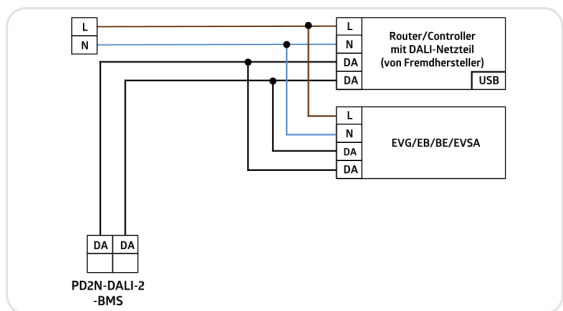 L
N
L
N
DA
DA
Router/Controller
mit DALI-Netzteil
(von Fremdhersteller)
USB
L
N
DA
DA
EVG/EB/BE/EVSA
DA DA
PD2N-DALI-2
-BMS